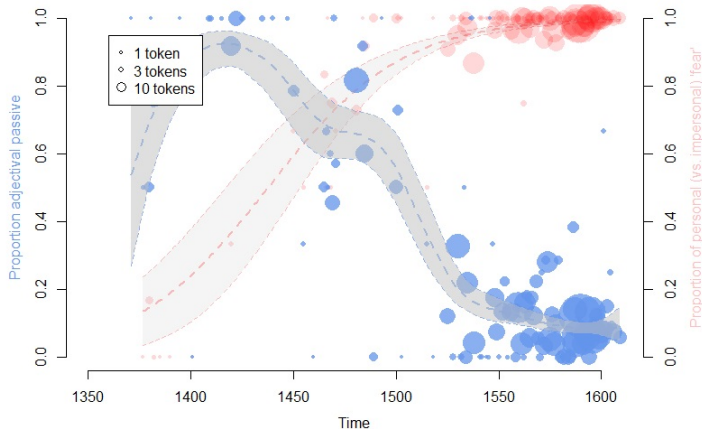 1 token
3 tokens
10 tokens
Proportion adjectival passive
0.0 0.2 0.4 0.6 0.8 1.0
Proportion of personal (vs. impersonal) 'fear'
0.0 0.2 0.4 0.6 0.8 1.0
1350 1400 1450 1500 1550 1600
Time